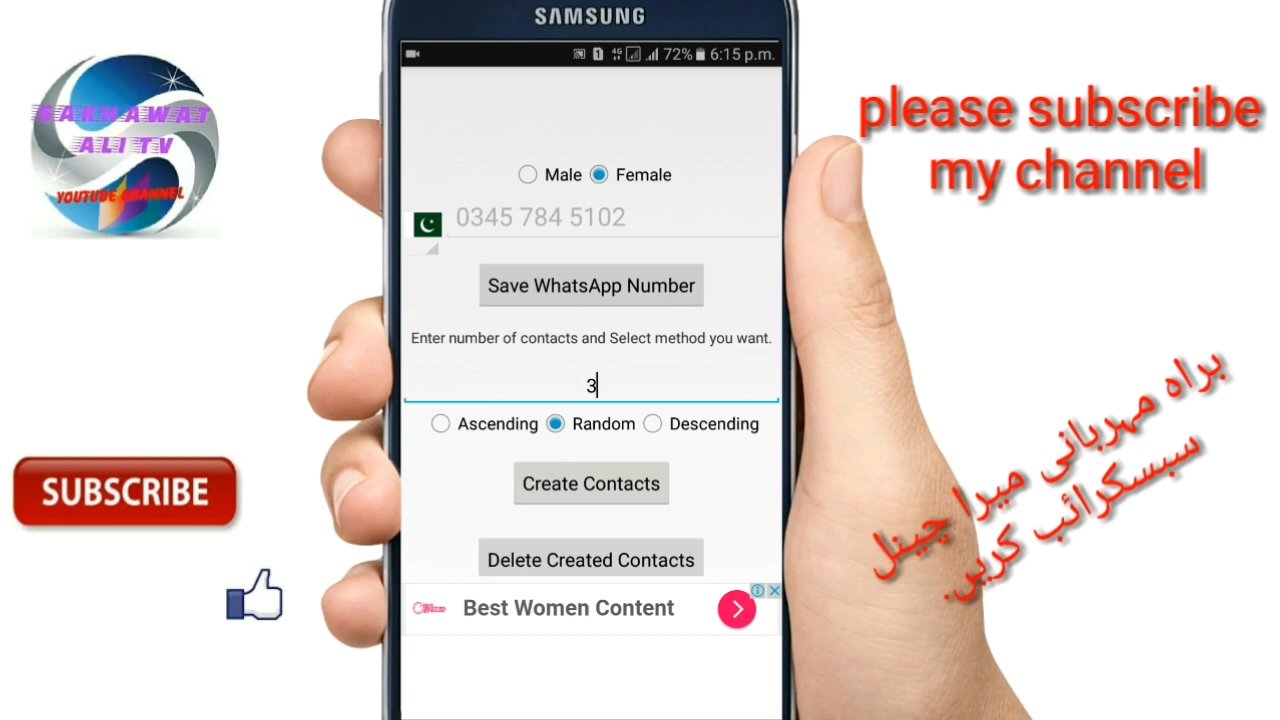 SAMSUNG
1 4G 72% 6:15 p.m.
SAKHAWAT
ALI TV
YOUTUBE CHANNEL
please subscribe
my channel
Male Female
0345 784 5102
Save WhatsApp Number
Enter number of contacts and Select method you want.
3
Ascending Random Descending
Create Contacts
براہ مہربانی میرا چینل
سبسکرائب کریں.
SUBSCRIBE
Delete Created Contacts
Best Women Content